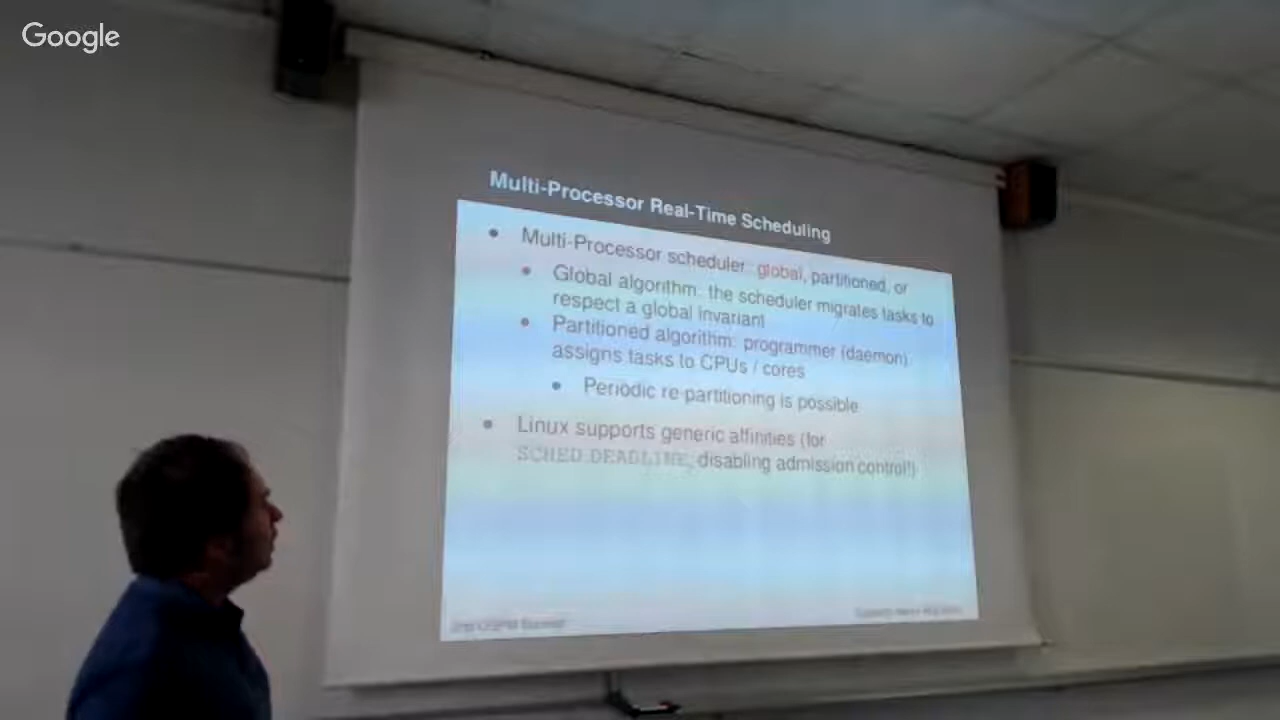 Google
Multi-Processor Real-Time Scheduling
• Multi-Processor scheduler: global, partitioned, or
• Global algorithm: the scheduler migrates tasks to
respect a global invariant
• Partitioned algorithm: programmer (daemon)
assigns tasks to CPUs / cores
• Periodic re-partitioning is possible
• Linux supports generic affinities (for
SCHED_DEADLINE, disabling admission control!)